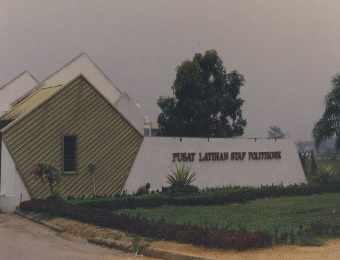 PUSAT LATIHAN STAF POLITEKNIK